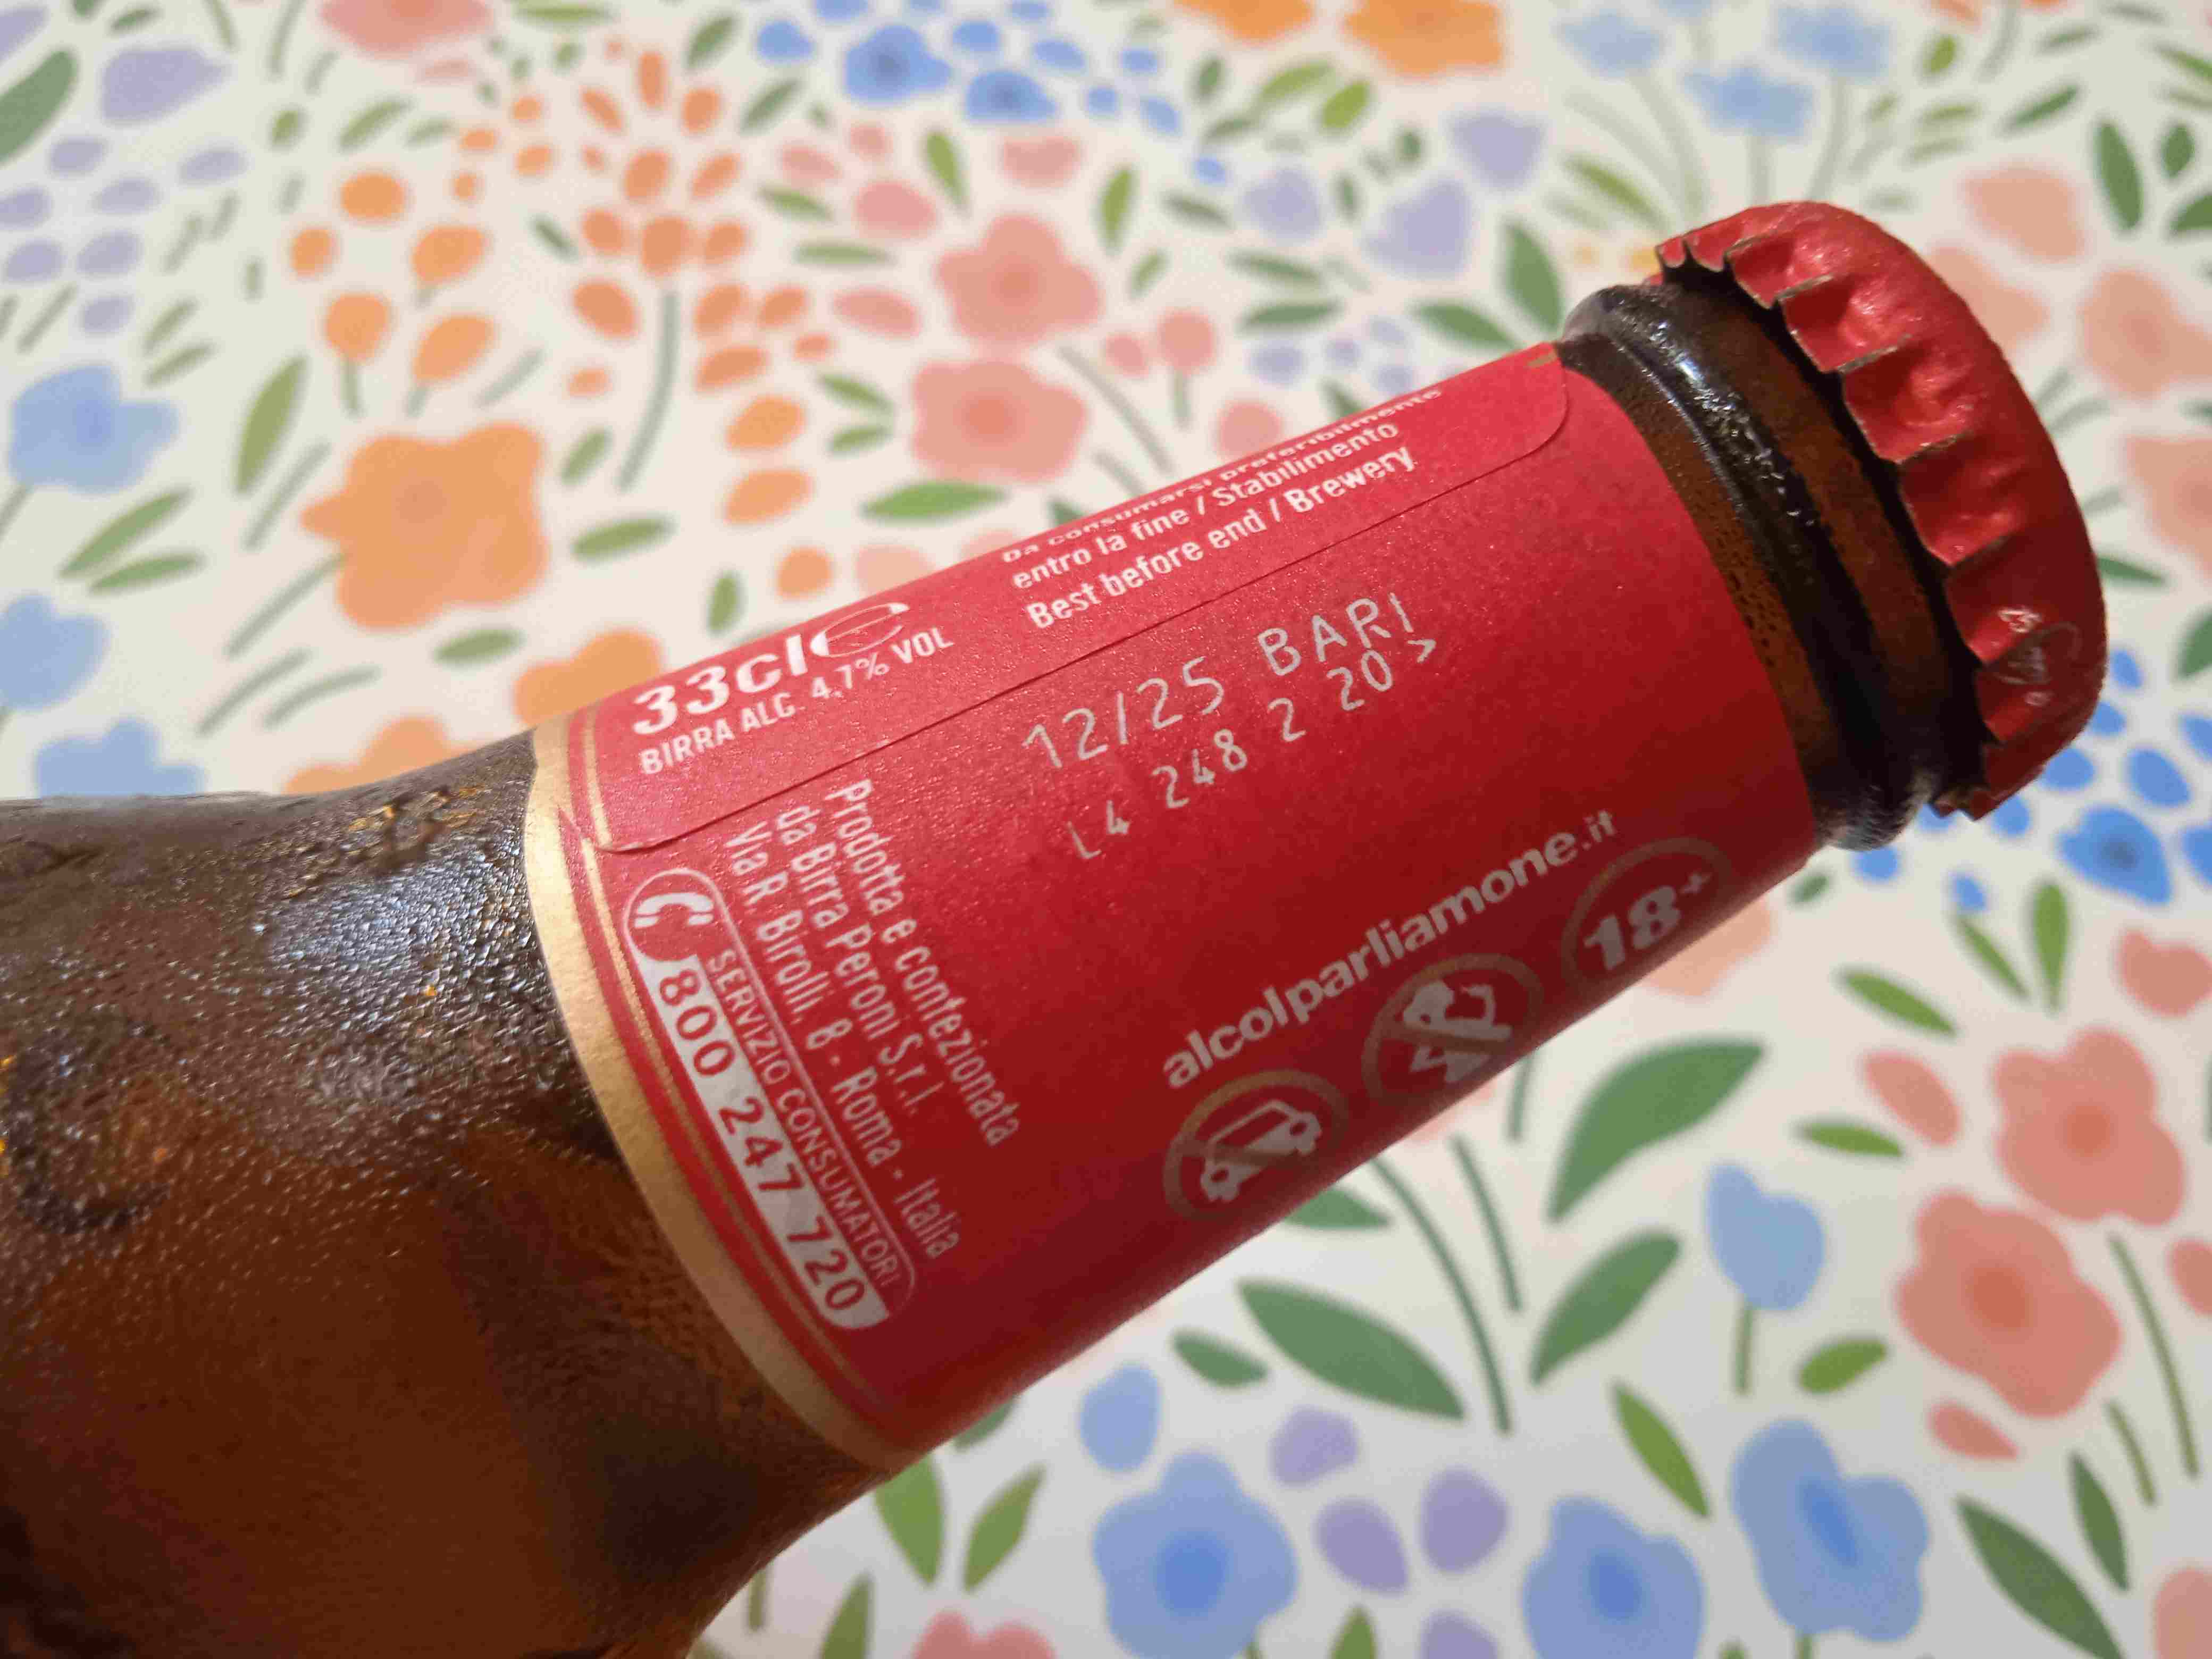 33cl e
BIRRA ALC. 4,7% VOL
Da consumarsi preferibilmente
entro la fine / Stabilimento
Best before end / Brewery
12/25 BARI
L4 248 2 20>
Prodotta e confezionata
da Birra Peroni S.r.l.
Via R. Birolli, 8 - Roma - Italia
SERVIZIO CONSUMATORI
800 247 720
alcolparliamone.it
18+